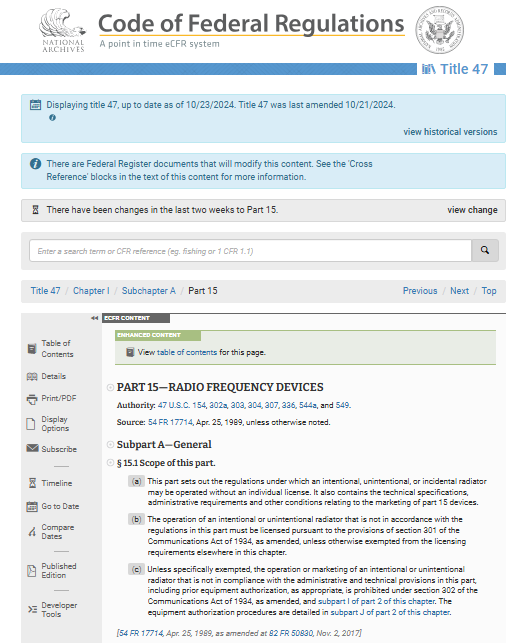 Code of Federal Regulations
NATIONAL
ARCHIVES
A point in time eCFR system
Title 47
Displaying title 47, up to date as of 10/23/2024. Title 47 was last amended 10/21/2024.
view historical versions
There are Federal Register documents that will modify this content. See the 'Cross
Reference' blocks in the text of this content for more information.
There have been changes in the last two weeks to Part 15.
view change
Enter a search term or CFR reference (eg. fishing or 1 CFR 1.1)
Title 47 / Chapter I / Subchapter A / Part 15
Previous / Next / Top
ECFR CONTENT
ENHANCED CONTENT
View table of contents for this page.
Table of
Contents
Details
Print/PDF
Display
Options
Subscribe
Timeline
Go to Date
Compare
Dates
Published
Edition
Developer
Tools
PART 15—RADIO FREQUENCY DEVICES
Authority: 47 U.S.C. 154, 302a, 303, 304, 307, 336, 544a, and 549.
Source: 54 FR 17714, Apr. 25, 1989, unless otherwise noted.
Subpart A—General
§ 15.1 Scope of this part.
(a) This part sets out the regulations under which an intentional, unintentional, or incidental radiator
may be operated without an individual license. It also contains the technical specifications,
administrative requirements and other conditions relating to the marketing of part 15 devices.
(b) The operation of an intentional or unintentional radiator that is not in accordance with the
regulations in this part must be licensed pursuant to the provisions of section 301 of the
Communications Act of 1934, as amended, unless otherwise exempted from the licensing
requirements elsewhere in this chapter.
(c) Unless specifically exempted, the operation or marketing of an intentional or unintentional
radiator that is not in compliance with the administrative and technical provisions in this part,
including prior equipment authorization, as appropriate, is prohibited under section 302 of the
Communications Act of 1934, as amended, and subpart I of part 2 of this chapter. The
equipment authorization procedures are detailed in subpart J of part 2 of this chapter.
[54 FR 17714, Apr. 25, 1989, as amended at 82 FR 50830, Nov. 2, 2017]